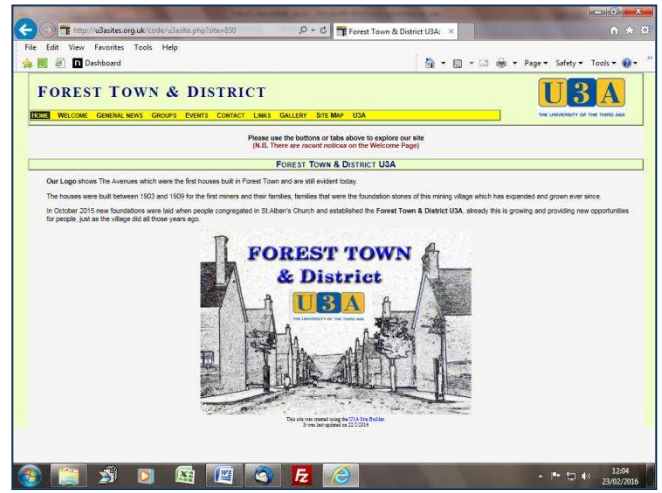 http://u3asites.org.uk/code/u3asite.php?site=850
Forest Town & District U3A:
File Edit View Favorites Tools Help
Dashboard
Page Safety Tools
FOREST TOWN & DISTRICT
U3A
THE UNIVERSITY OF THE THIRD AGE
HOME WELCOME GENERAL NEWS GROUPS EVENTS CONTACT LINKS GALLERY SITE MAP U3A
Please use the buttons or tabs above to explore our site
(N.B. There are recent notices on the Welcome Page)
FOREST TOWN & DISTRICT U3A
Our Logo shows The Avenues which were the first houses built in Forest Town and are still evident today.
The houses were built between 1903 and 1909 for the first miners and their families, families that were the foundation stones of this mining village which has expanded and grown ever since.
In October 2015 new foundations were laid when people congregated in St.Alban's Church and established the Forest Town & District U3A, already this is growing and providing new opportunities
for people, just as the village did all those years ago.
FOREST TOWN
& District
U3A
THE UNIVERSITY OF THE THIRD AGE
This site was created using the U3A Site Builder.
It was last updated on 22/2/2016
12:04
23/02/2016